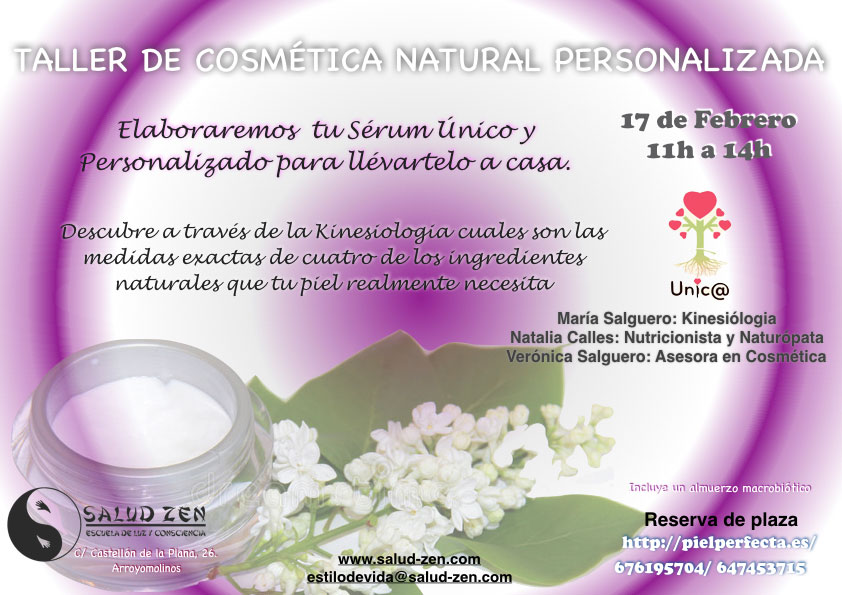 TALLER DE COSMÉTICA NATURAL PERSONALIZADA
Elaboraremos tu Sérum Único y
Personalizado para llévartelo a casa.
17 de Febrero
11h a 14h
Descubre a través de la Kinesiologia cuales son las
medidas exactas de cuatro de los ingredientes
naturales que tu piel realmente necesita
Unic@
María Salguero: Kinesióloga
Natalia Calles: Nutricionista y Naturópata
Verónica Salguero: Asesora en Cosmética
Incluye un almuerzo macrobiótico
Reserva de plaza
http://pielperfecta.es/
676195704/ 647453715
SALUD ZEN
ESCUELA DE LUZ Y CONSCIENCIA
C/ Castellón de la Plana, 26.
Arroyomolinos
www.salud-zen.com
estilodevida@salud-zen.com